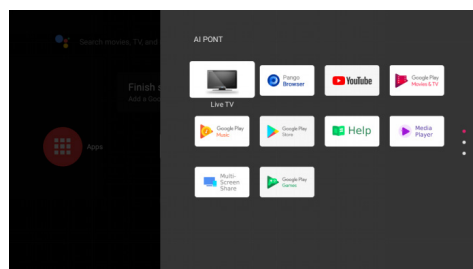 Search movies, TV, and
AI PONT
Finish s
Add a Goo
Live TV
Pango
Browser
YouTube
Google Play
Movies & TV
Apps
Google Play
Music
Google Play
Store
Help
Media
Player
Multi-
Screen
Share
Google Play
Games